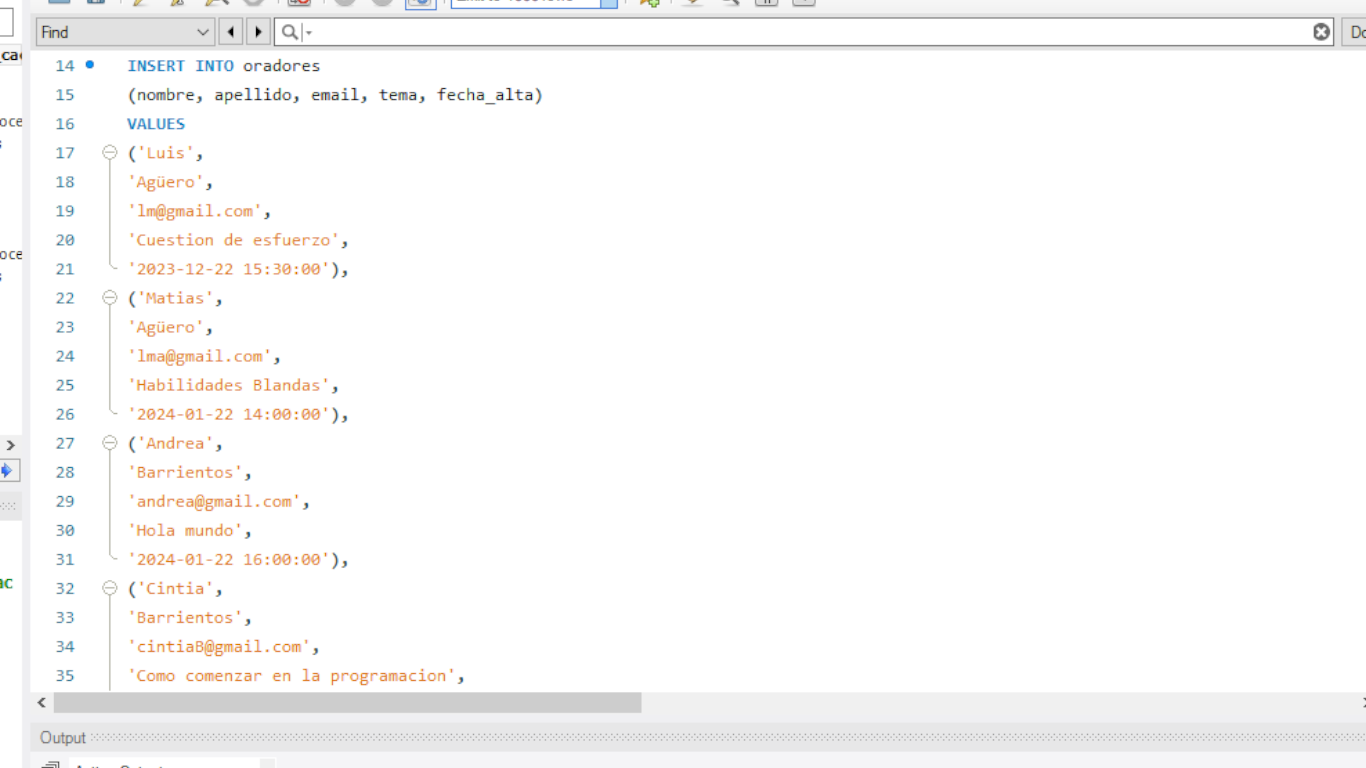 Find
Do
14 INSERT INTO oradores
15 (nombre, apellido, email, tema, fecha_alta)
16 VALUES
17 ('Luis',
18 'Agüero',
19 'lm@gmail.com',
20 'Cuestion de esfuerzo',
21 '2023-12-22 15:30:00'),
22 ('Matias',
23 'Agüero',
24 'lma@gmail.com',
25 'Habilidades Blandas',
26 '2024-01-22 14:00:00'),
27 ('Andrea',
28 'Barrientos',
29 'andrea@gmail.com',
30 'Hola mundo',
31 '2024-01-22 16:00:00'),
32 ('Cintia',
33 'Barrientos',
34 'cintiaB@gmail.com',
35 'Como comenzar en la programacion',
Output